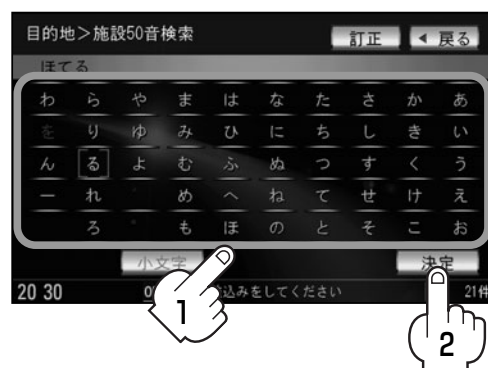 目的地＞施設50音検索 訂正 ◀ 戻る
ほてる
わ ら や ま は な た さ か あ
を り ゆ み ひ に ち し き い
ん る よ む ふ ぬ つ す く う
ー れ め へ ね て せ け え
ろ も ほ の と そ こ お
小文字 決定
20 30 込みをしてください 21件
1
2